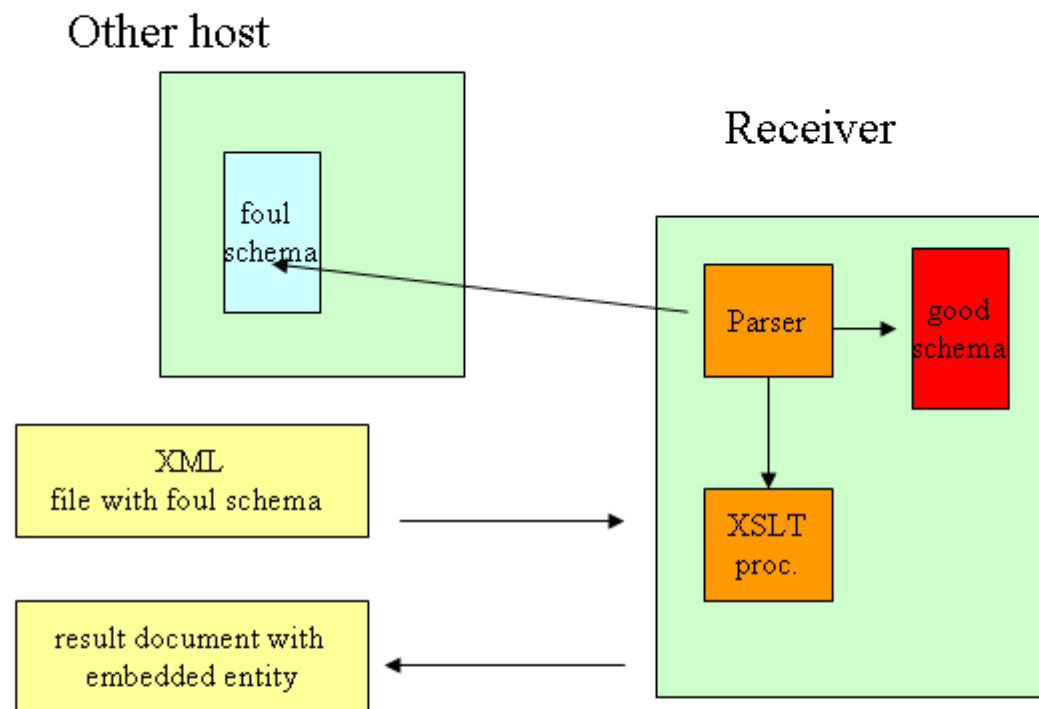 Other host
Receiver
foul
schema
Parser
good
schema
XML
file with foul schema
XSLT
proc.
result document with
embedded entity